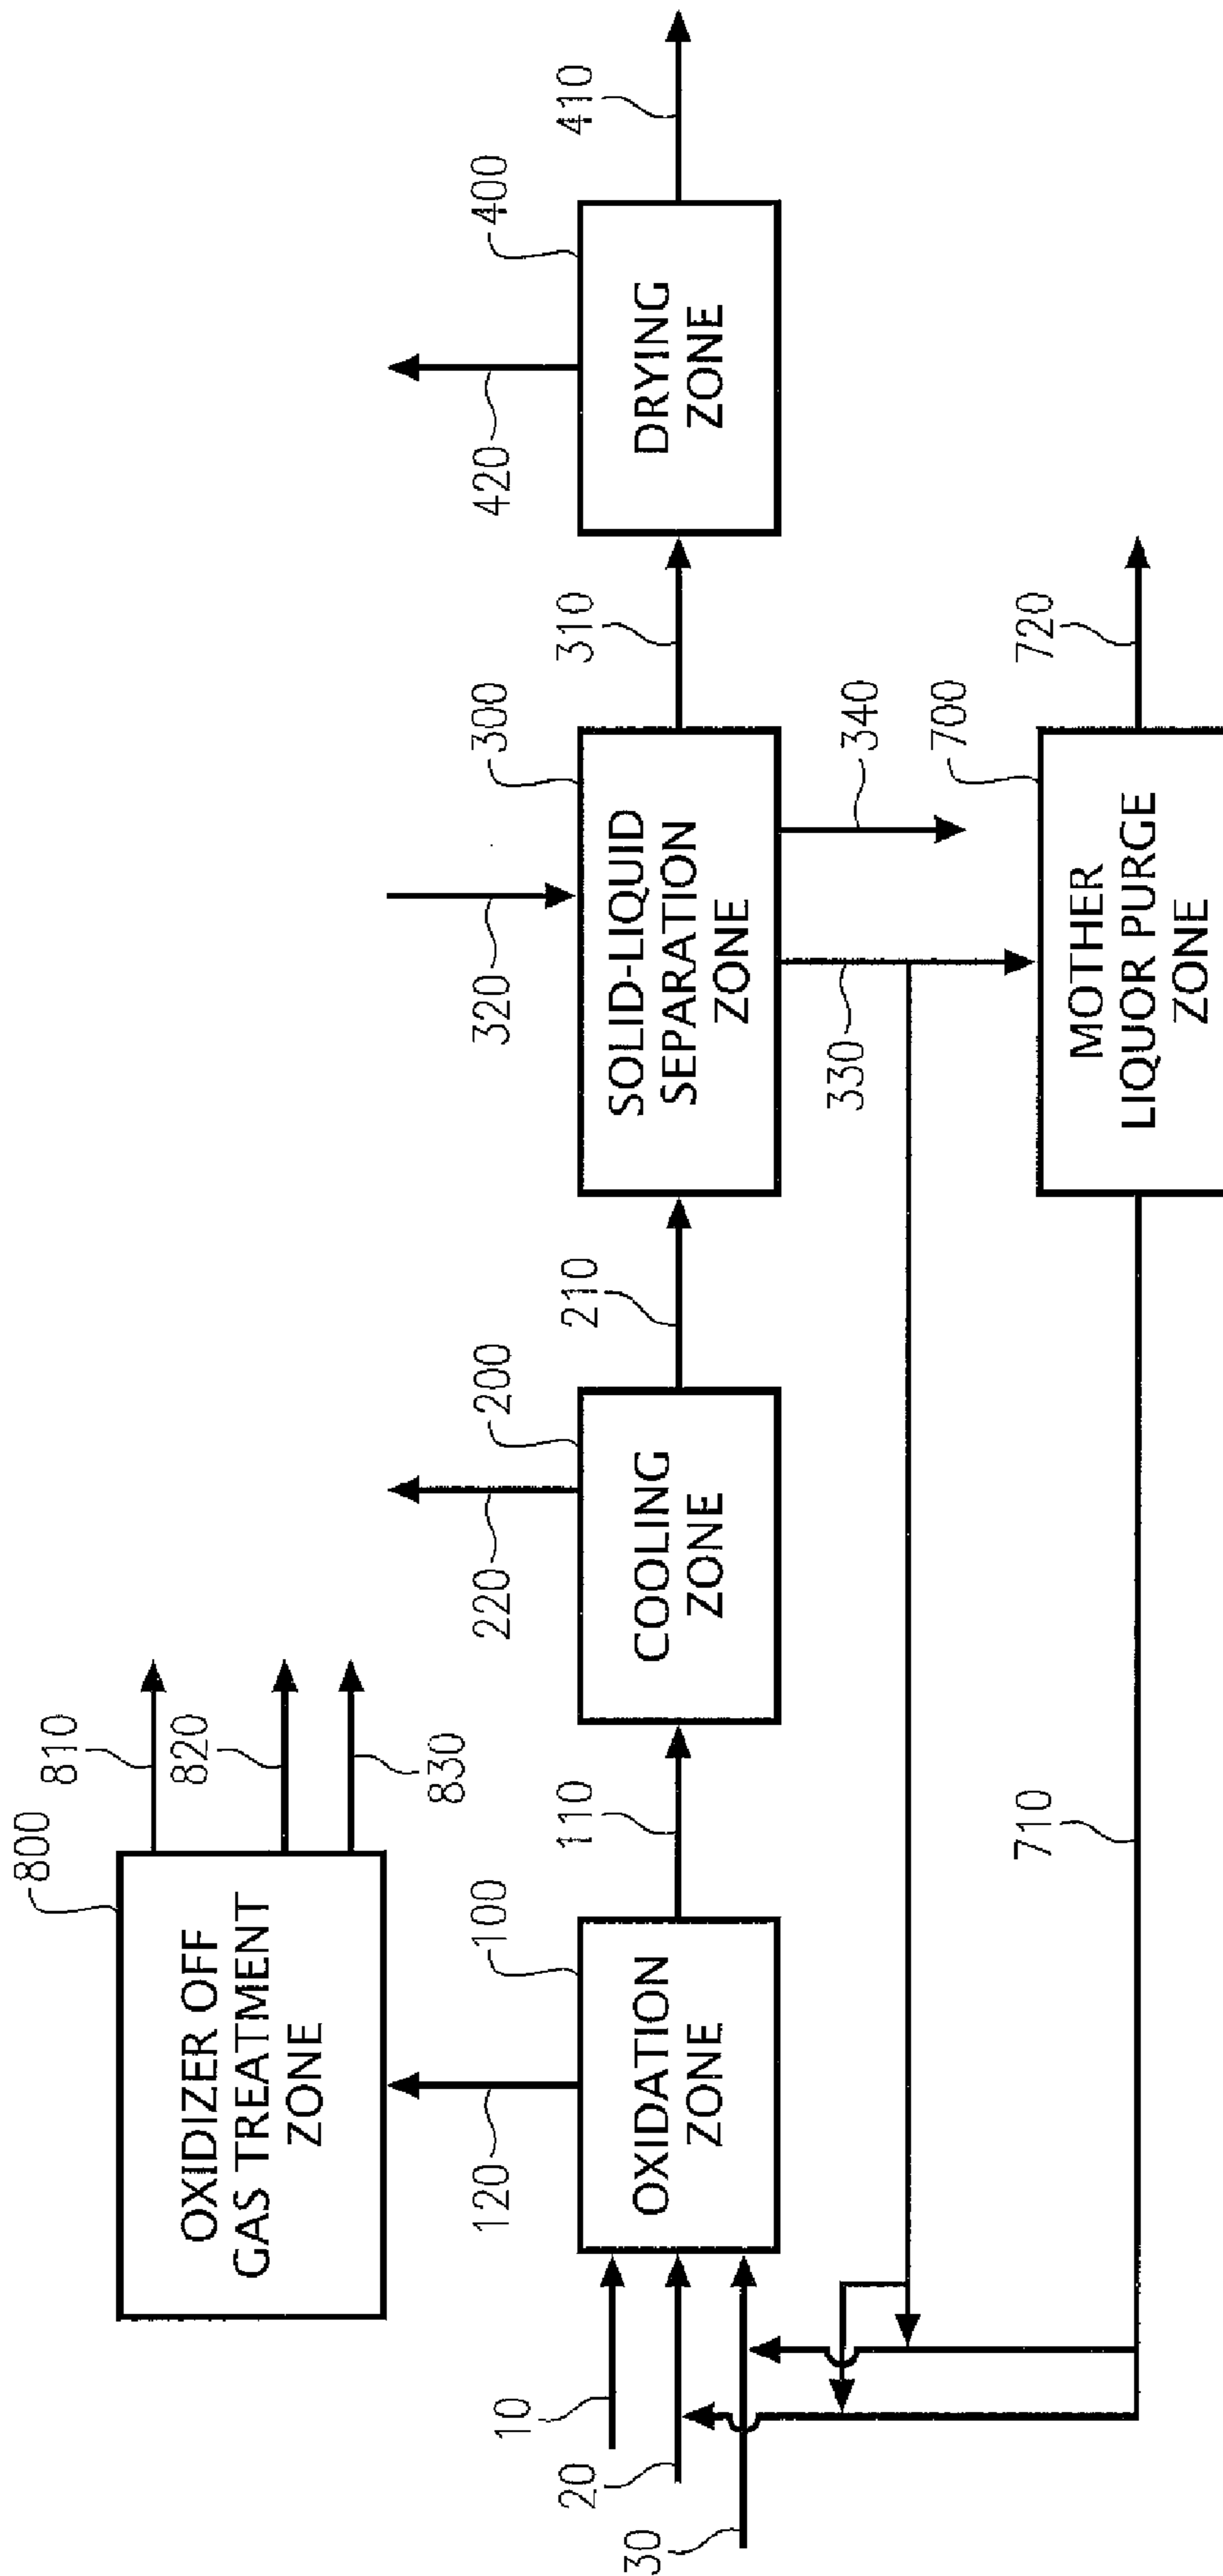 810
820
830
800
OXIDIZER OFF
GAS TREATMENT
ZONE
120
220
320
420
100
200
300
400
410
10
20
30
OXIDATION
ZONE
110
COOLING
ZONE
210
SOLID-LIQUID
SEPARATION
ZONE
310
DRYING
ZONE
330
340
700
710
MOTHER
LIQUOR PURGE
ZONE
720